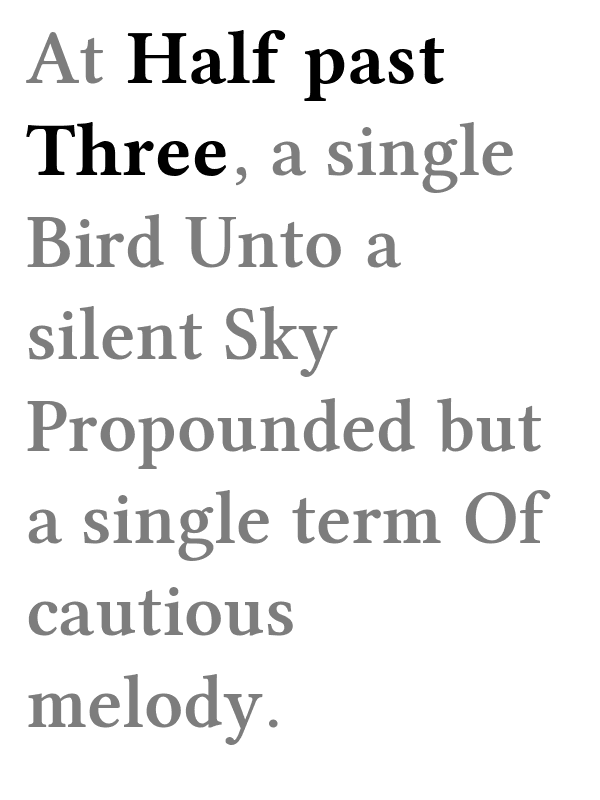 At Half past
Three, a single
Bird Unto a
silent Sky
Propounded but
a single term Of
cautious
melody.